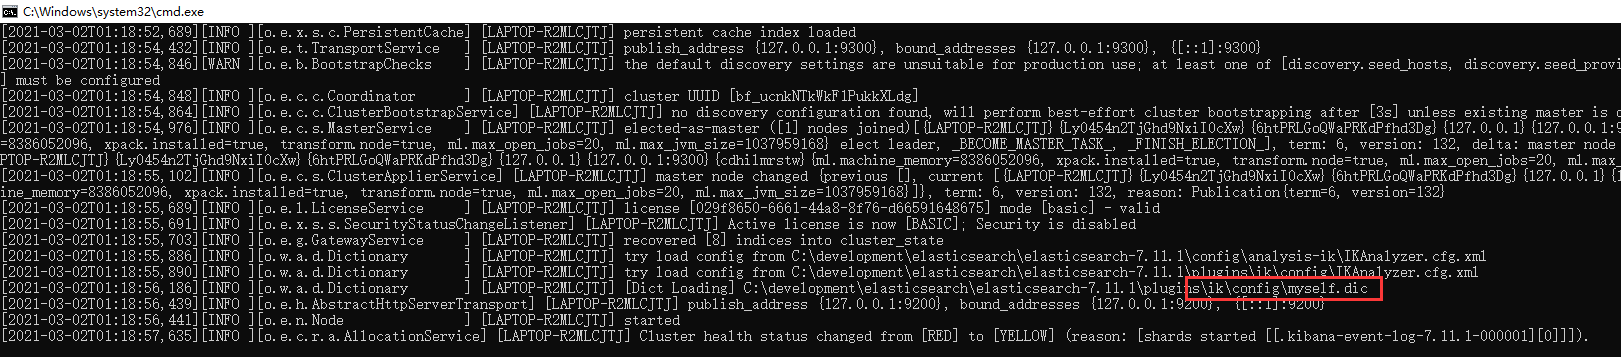 C:\Windows\system32\cmd.exe
[2021-03-02T01:18:52,689][INFO ][o.e.x.s.c.PersistentCache] [LAPTOP-R2MLCJTJ] persistent cache index loaded
[2021-03-02T01:18:54,432][INFO ][o.e.t.TransportService   ] [LAPTOP-R2MLCJTJ] publish_address {127.0.0.1:9300}, bound_addresses {127.0.0.1:9300}, {[::1]:9300}
[2021-03-02T01:18:54,846][WARN ][o.e.b.BootstrapChecks    ] [LAPTOP-R2MLCJTJ] the default discovery settings are unsuitable for production use; at least one of [discovery.seed_hosts, discovery.seed_provi
] must be configured
[2021-03-02T01:18:54,848][INFO ][o.e.c.c.Coordinator      ] [LAPTOP-R2MLCJTJ] cluster UUID [bf_ucnkNTkWkF1PukkXLdg]
[2021-03-02T01:18:54,864][INFO ][o.e.c.c.ClusterBootstrapService] [LAPTOP-R2MLCJTJ] no discovery configuration found, will perform best-effort cluster bootstrapping after [3s] unless existing master is d
[2021-03-02T01:18:54,976][INFO ][o.e.c.s.MasterService    ] [LAPTOP-R2MLCJTJ] elected-as-master ([1] nodes joined)[{LAPTOP-R2MLCJTJ}{Ly0454n2TjGhd9NxiI0cXw}{6htPRLGoQWaPRKdPfhd3Dg}{127.0.0.1}{127.0.0.1:9
=8386052096, xpack.installed=true, transform.node=true, ml.max_open_jobs=20, ml.max_jvm_size=1037959168} elect leader, _BECOME_MASTER_TASK_, _FINISH_ELECTION_], term: 6, version: 132, delta: master node
PTOP-R2MLCJTJ}{Ly0454n2TjGhd9NxiI0cXw}{6htPRLGoQWaPRKdPfhd3Dg}{127.0.0.1}{127.0.0.1:9300}{cdhilmrstw}{ml.machine_memory=8386052096, xpack.installed=true, transform.node=true, ml.max_open_jobs=20, ml.max
[2021-03-02T01:18:55,102][INFO ][o.e.c.s.ClusterApplierService] [LAPTOP-R2MLCJTJ] master node changed {previous [], current [{LAPTOP-R2MLCJTJ}{Ly0454n2TjGhd9NxiI0cXw}{6htPRLGoQWaPRKdPfhd3Dg}{127.0.0.1}{1
ine_memory=8386052096, xpack.installed=true, transform.node=true, ml.max_open_jobs=20, ml.max_jvm_size=1037959168}]}, term: 6, version: 132, reason: Publication{term=6, version=132}
[2021-03-02T01:18:55,689][INFO ][o.e.l.LicenseService     ] [LAPTOP-R2MLCJTJ] license [029f8650-6661-44a8-8f76-d66591648675] mode [basic] - valid
[2021-03-02T01:18:55,691][INFO ][o.e.x.s.s.SecurityStatusChangeListener] [LAPTOP-R2MLCJTJ] Active license is now [BASIC]; Security is disabled
[2021-03-02T01:18:55,703][INFO ][o.e.g.GatewayService     ] [LAPTOP-R2MLCJTJ] recovered [8] indices into cluster_state
[2021-03-02T01:18:55,886][INFO ][o.w.a.d.Dictionary       ] [LAPTOP-R2MLCJTJ] try load config from C:\development\elasticsearch\elasticsearch-7.11.1\config\analysis-ik\IKAnalyzer.cfg.xml
[2021-03-02T01:18:55,890][INFO ][o.w.a.d.Dictionary       ] [LAPTOP-R2MLCJTJ] try load config from C:\development\elasticsearch\elasticsearch-7.11.1\plugins\ik\config\IKAnalyzer.cfg.xml
[2021-03-02T01:18:56,186][INFO ][o.w.a.d.Dictionary       ] [LAPTOP-R2MLCJTJ] [Dict Loading] C:\development\elasticsearch\elasticsearch-7.11.1\plugins\ik\config\myself.dic
[2021-03-02T01:18:56,439][INFO ][o.e.h.AbstractHttpServerTransport] [LAPTOP-R2MLCJTJ] publish_address {127.0.0.1:9200}, bound_addresses {127.0.0.1:9200}, {[::1]:9200}
[2021-03-02T01:18:56,441][INFO ][o.e.n.Node               ] [LAPTOP-R2MLCJTJ] started
[2021-03-02T01:18:57,635][INFO ][o.e.c.r.a.AllocationService] [LAPTOP-R2MLCJTJ] Cluster health status changed from [RED] to [YELLOW] (reason: [shards started [[.kibana-event-log-7.11.1-000001][0]]]).